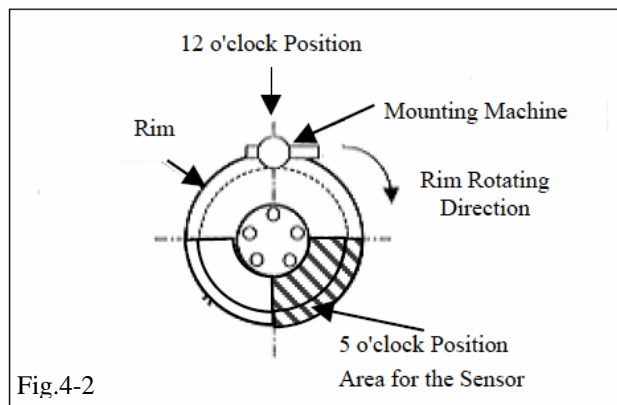 12 o'clock Position
Mounting Machine
Rim
Rim Rotating
Direction
5 o'clock Position
Area for the Sensor
Fig.4-2